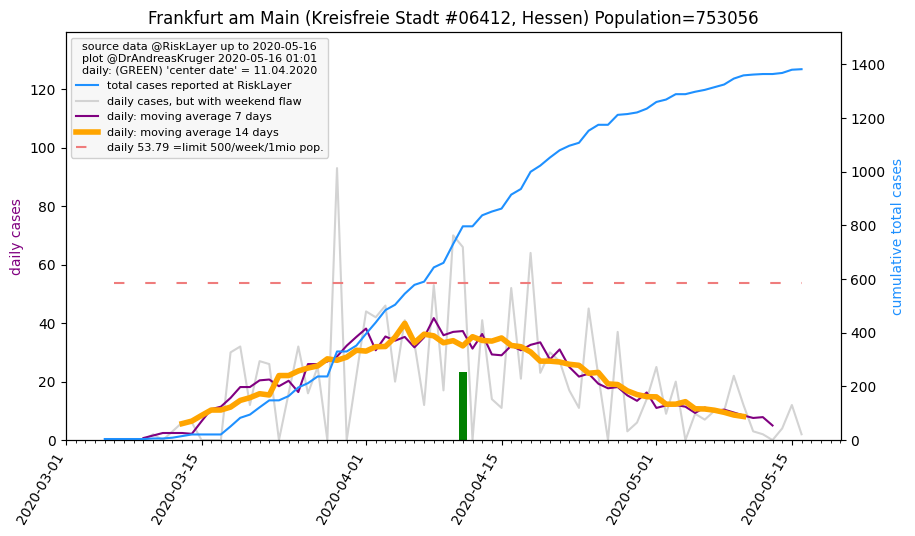 Frankfurt am Main (Kreisfreie Stadt #06412, Hessen) Population=753056
source data @RiskLayer up to 2020-05-16
plot @DrAndreasKruger 2020-05-16 01:01
daily: (GREEN) 'center date' = 11.04.2020
total cases reported at RiskLayer
daily cases, but with weekend flaw
daily: moving average 7 days
daily: moving average 14 days
daily 53.79 =limit 500/week/1mio pop.
daily cases
0
20
40
60
80
100
120
cumulative total cases
0
200
400
600
800
1000
1200
1400
2020-03-01
2020-03-15
2020-04-01
2020-04-15
2020-05-01
2020-05-15